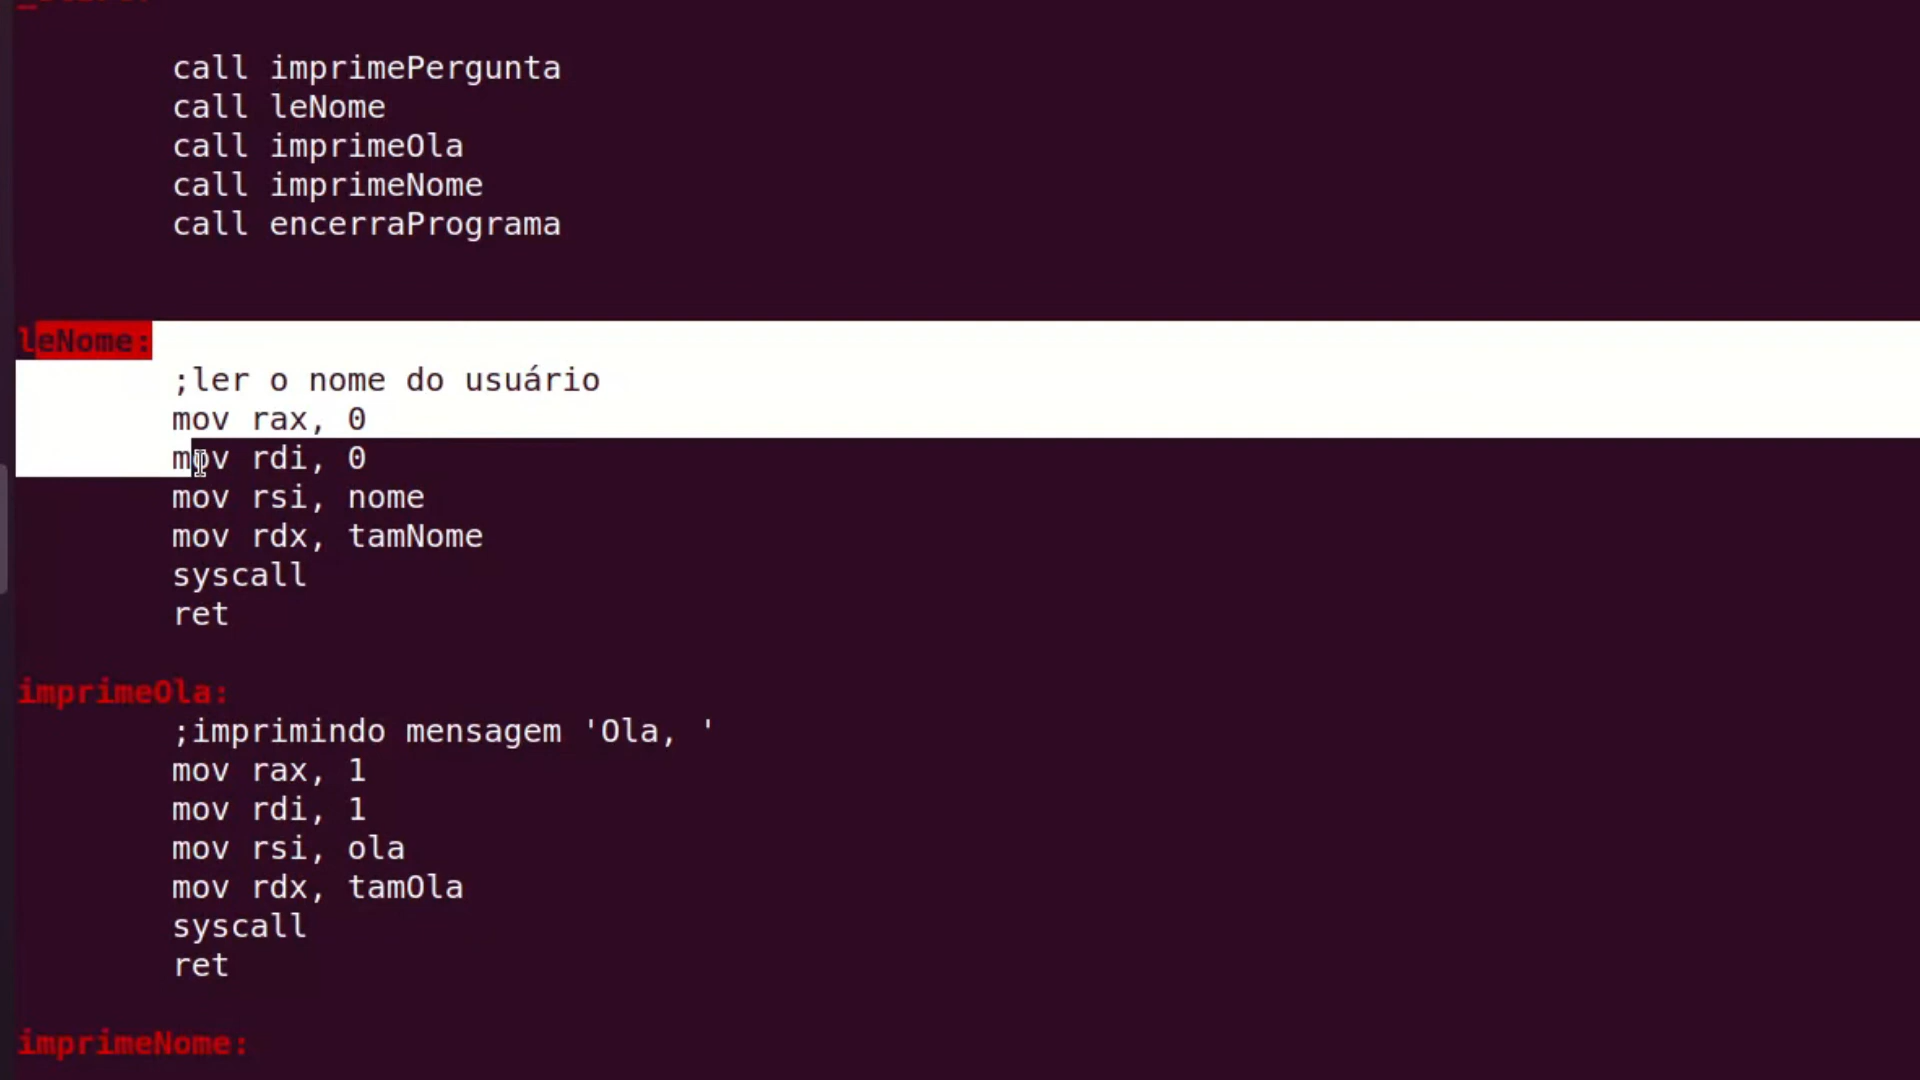 call imprimePergunta
call leNome
call imprimeOla
call imprimeNome
call encerraPrograma
leNome:
;ler o nome do usuário
mov rax, 0
mov rdi, 0
mov rsi, nome
mov rdx, tamNome
syscall
ret
imprimeOla:
;imprimindo mensagem 'Ola, '
mov rax, 1
mov rdi, 1
mov rsi, ola
mov rdx, tamOla
syscall
ret
imprimeNome: